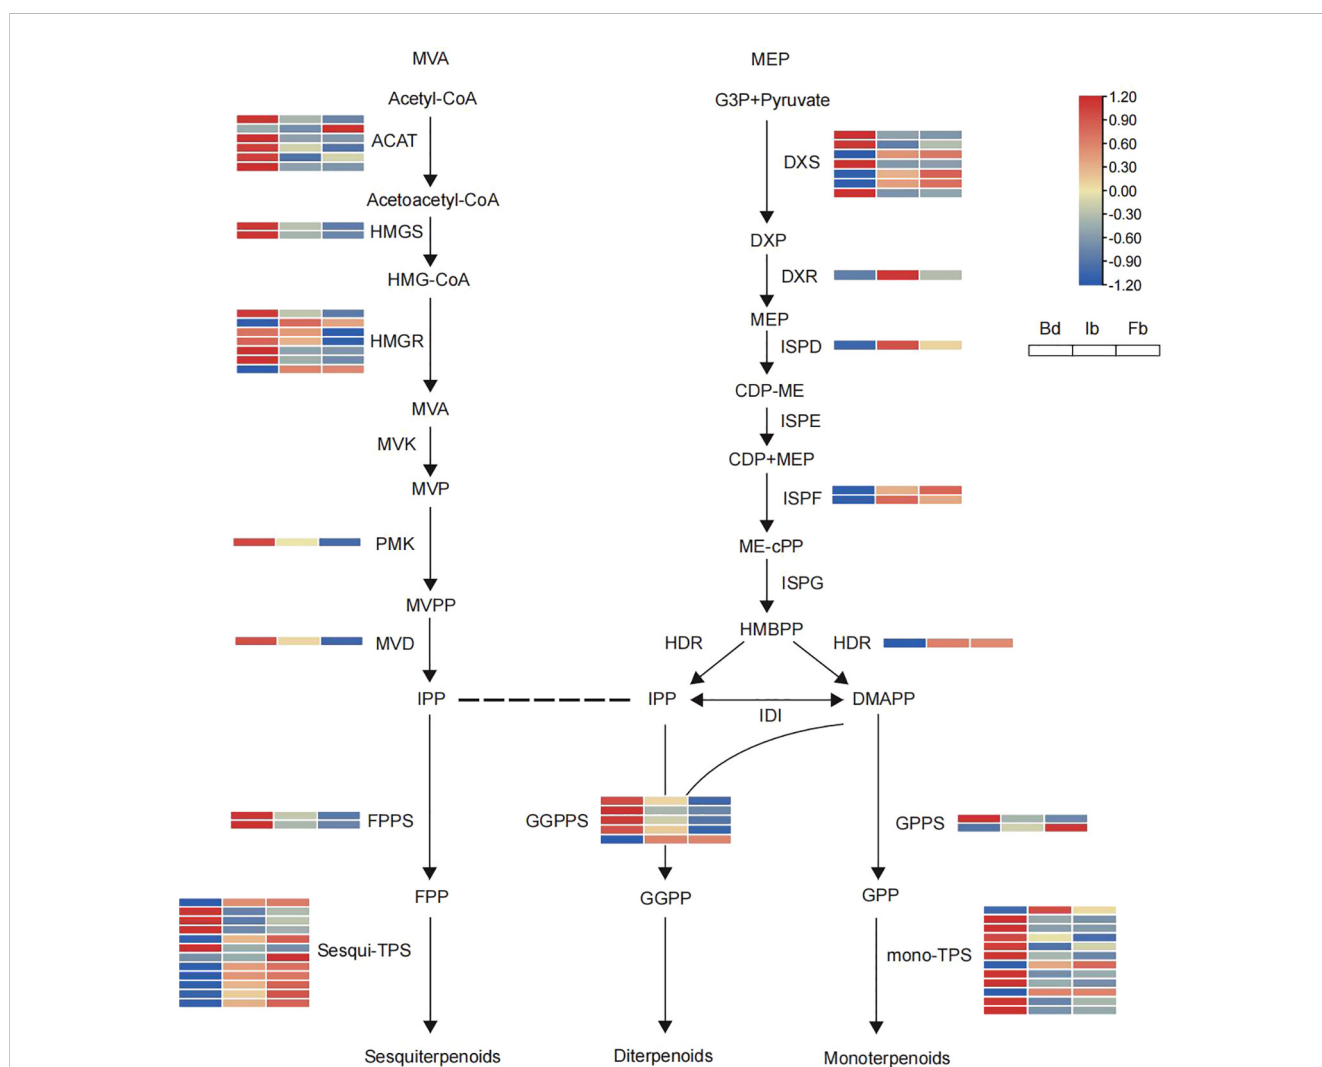 MVA
MEP
Acetyl-CoA
G3P+Pyruvate
ACAT
DXS
1.20
0.90
0.60
0.30
0.00
-0.30
-0.60
-0.90
-1.20
Acetoacetyl-CoA
HMGS
DXP
HMG-CoA
DXR
MEP
Bd Ib Fb
HMGR
ISPD
CDP-ME
MVA
ISPE
MVK
CDP+MEP
MVP
ISPF
PMK
ME-cPP
ISPG
MVPP
HMBPP
MVD
HDR
HDR
IPP
IPP
DMAPP
IDI
FPPS
GGPPS
GPPS
FPP
GGPP
GPP
Sesqui-TPS
mono-TPS
Sesquiterpenoids
Diterpenoids
Monoterpenoids